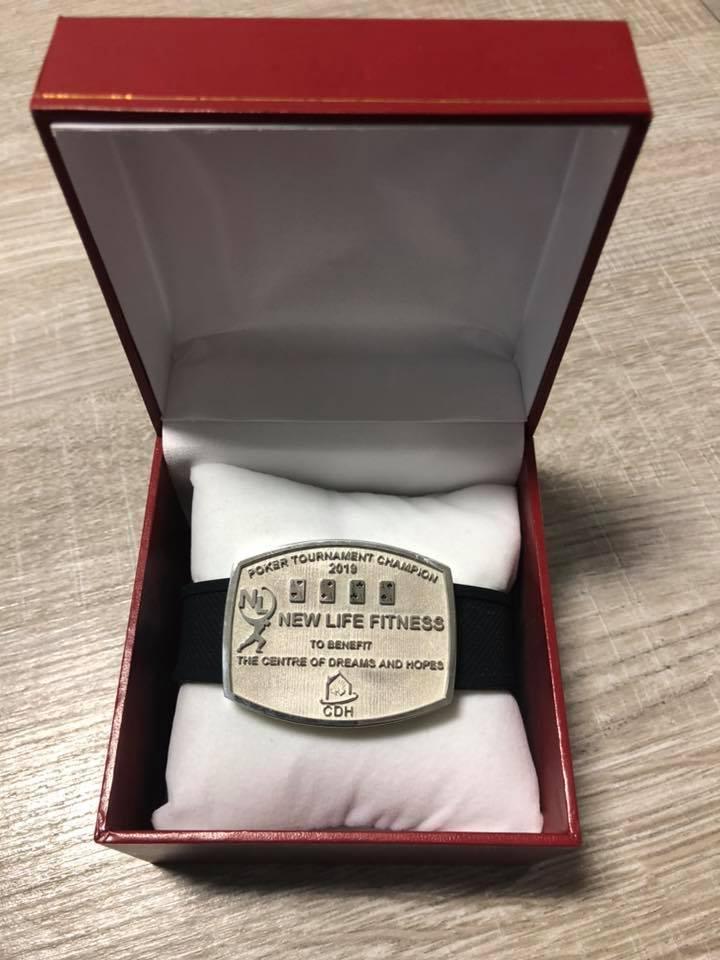 POKER TOURNAMENT CHAMPION
2019
NL
NEW LIFE FITNESS
TO BENEFIT
THE CENTRE OF DREAMS AND HOPES
CDH